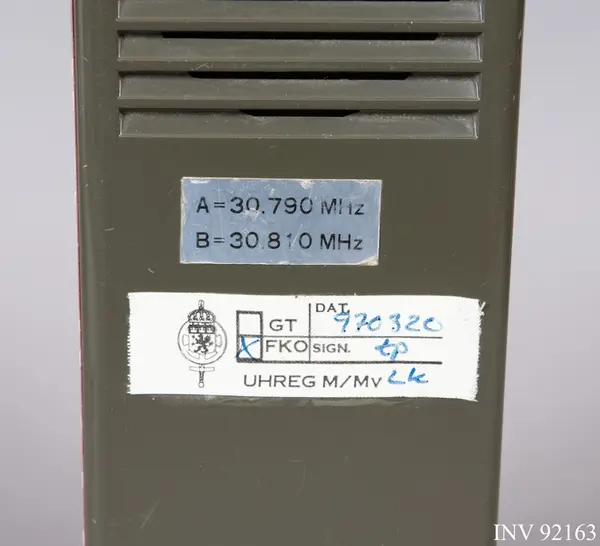 A=30.790 MHz
B=30.810 MHz
DAT.
GT 970320
X FKO SIGN. tp
UHREG M/Mv Lk
INV 92163